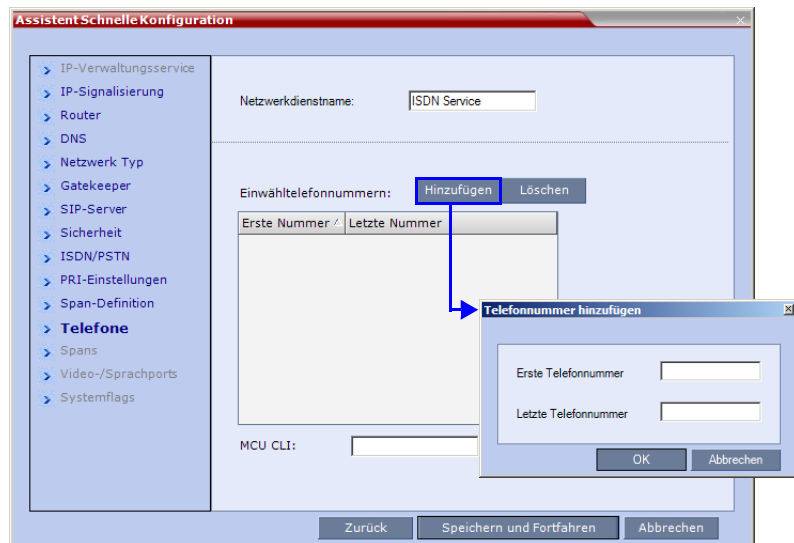 Assistent Schnelle Konfiguration
IP-Verwaltungsservice
IP-Signalisierung
Router
DNS
Netzwerk Typ
Gatekeeper
SIP-Server
Sicherheit
ISDN/PSTN
PRI-Einstellungen
Span-Definition
Telefone
Spans
Video-/Sprachports
Systemflags
Netzwerkdienstname: ISDN Service
Einwähltelefonnummern: Hinzufügen Löschen
Erste Nummer Letzte Nummer
MCU CLI:
Telefonnummer hinzufügen
Erste Telefonnummer
Letzte Telefonnummer
OK Abbrechen
Zurück Speichern und Fortfahren Abbrechen